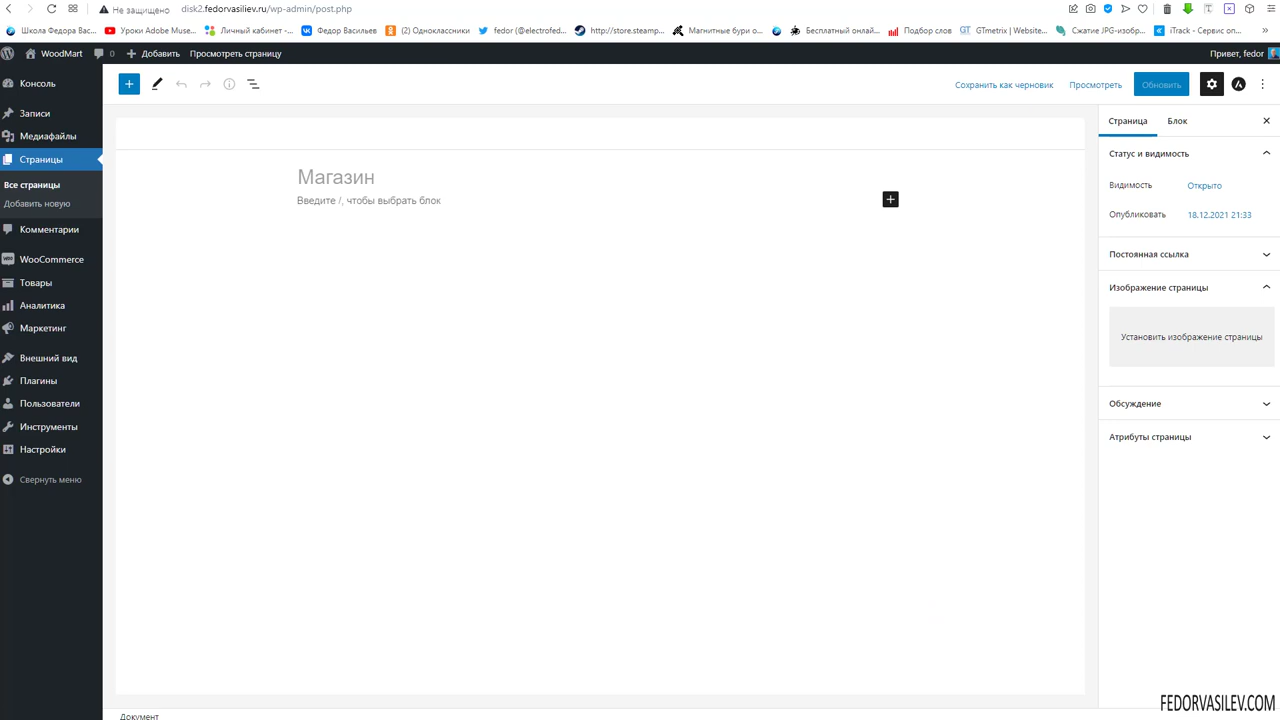 Не защищено disk2.fedorvasiliev.ru/wp-admin/post.php
Школа Федора Вас... Уроки Adobe Muse... Личный кабинет -... Федор Васильев (2) Одноклассники fedor (@electrofed... http://store.steamp... Магнитные бури о... Бесплатный онлай... Подбор слов GT GTmetrix | Website... Сжатие JPG-изобр... iTrack - Сервис оп... »
WoodMart 0 Добавить Просмотреть страницу Привет, fedor
Консоль
Записи
Медиафайлы
Страницы
Все страницы
Добавить новую
Комментарии
WooCommerce
Товары
Аналитика
Маркетинг
Внешний вид
Плагины
Пользователи
Инструменты
Настройки
Свернуть меню
Сохранить как черновик Просмотреть Обновить
Магазин
Введите /, чтобы выбрать блок
Страница Блок
Статус и видимость
Видимость Открыто
Опубликовать 18.12.2021 21:33
Постоянная ссылка
Изображение страницы
Установить изображение страницы
Обсуждение
Атрибуты страницы
Документ
FEDORVASILEV.COM